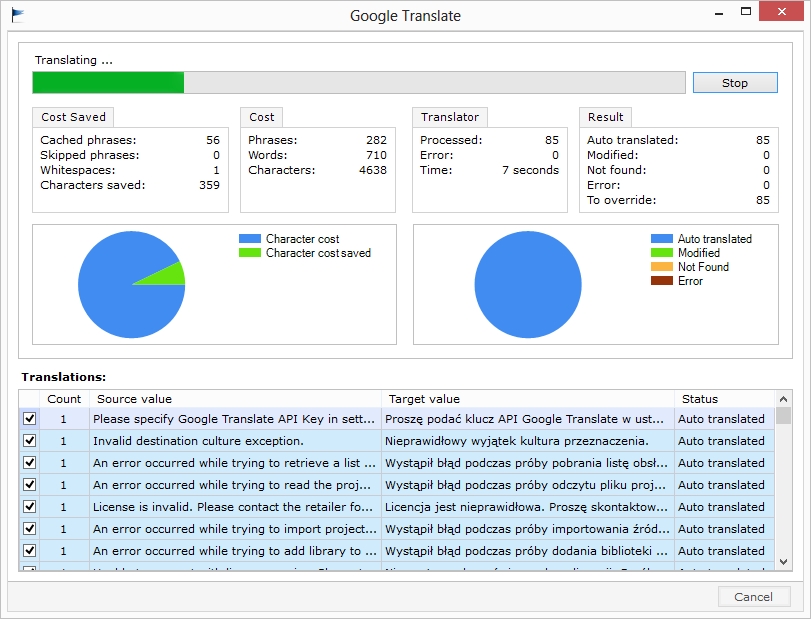 Google Translate
Translating ...
Stop
Cost Saved
Cached phrases: 56
Skipped phrases: 0
Whitespaces: 1
Characters saved: 359
Cost
Phrases: 282
Words: 710
Characters: 4638
Translator
Processed: 85
Error: 0
Time: 7 seconds
Result
Auto translated: 85
Modified: 0
Not found: 0
Error: 0
To override: 85
Character cost
Character cost saved
Auto translated
Modified
Not Found
Error
Translations:
Count Source value Target value Status
1 Please specify Google Translate API Key in sett... Proszę podać klucz API Google Translate w ust... Auto translated
1 Invalid destination culture exception. Nieprawidłowy wyjątek kultura przeznaczenia. Auto translated
1 An error occurred while trying to retrieve a list ... Wystąpił błąd podczas próby pobrania listę obsł... Auto translated
1 An error occurred while trying to read the proj... Wystąpił błąd podczas próby odczytu pliku proj... Auto translated
1 License is invalid. Please contact the retailer fo... Licencja jest nieprawidłowa. Proszę skontaktow... Auto translated
1 An error occurred while trying to import project... Wystąpił błąd podczas próby importowania źród... Auto translated
1 An error occurred while trying to add library to ... Wystąpił błąd podczas próby dodania biblioteki ... Auto translated
Cancel